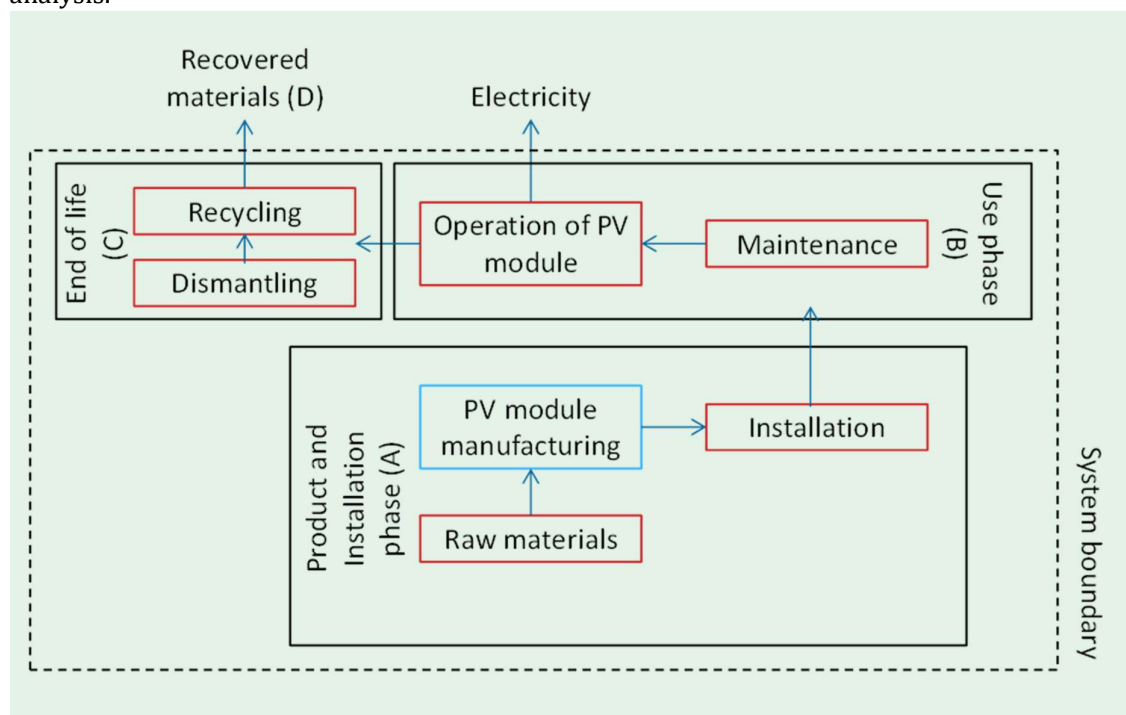 analysis.
Recovered
materials (D)
Electricity
End of life
(C)
Recycling
Dismantling
Operation of PV
module
Maintenance
Use phase
(B)
Product and
Installation
phase (A)
PV module
manufacturing
Installation
Raw materials
System boundary